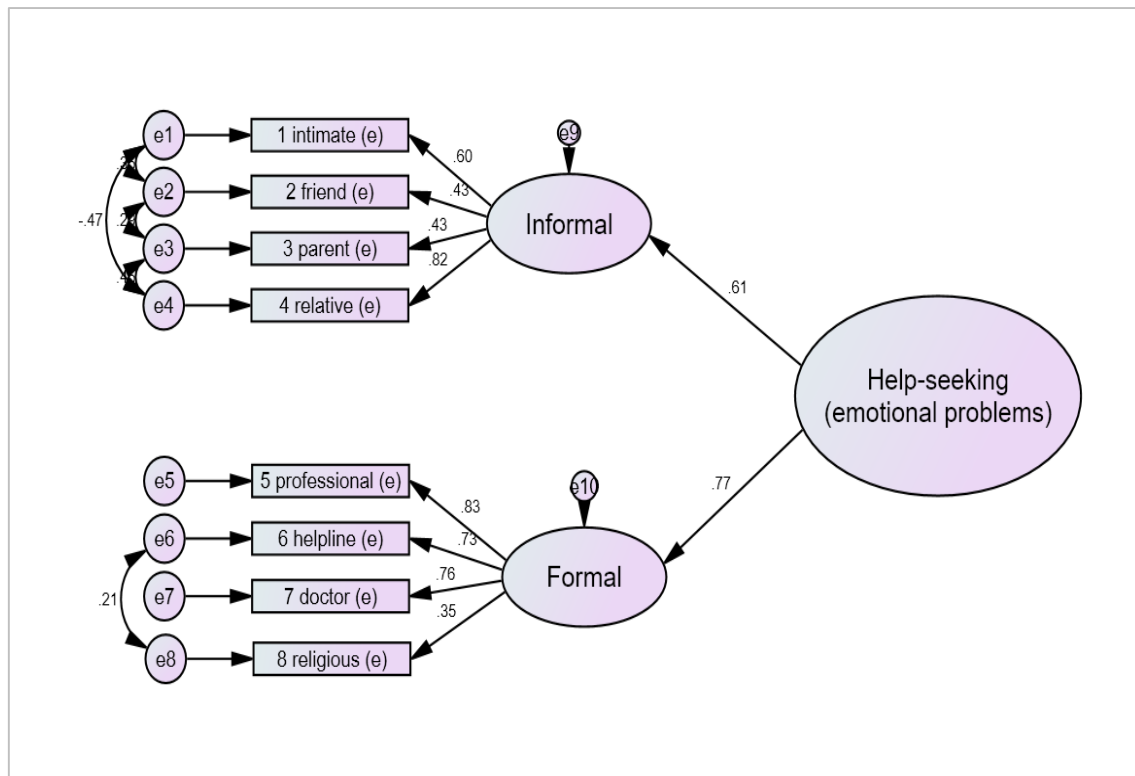 e1
1 intimate (e)
e2
2 friend (e)
e3
3 parent (e)
e4
4 relative (e)
-.47
.60
.43
.43
.82
e9
Informal
.61
Help-seeking
(emotional problems)
.77
e5
5 professional (e)
e6
6 helpline (e)
e7
7 doctor (e)
e8
8 religious (e)
.21
.83
.73
.76
.35
e10
Formal